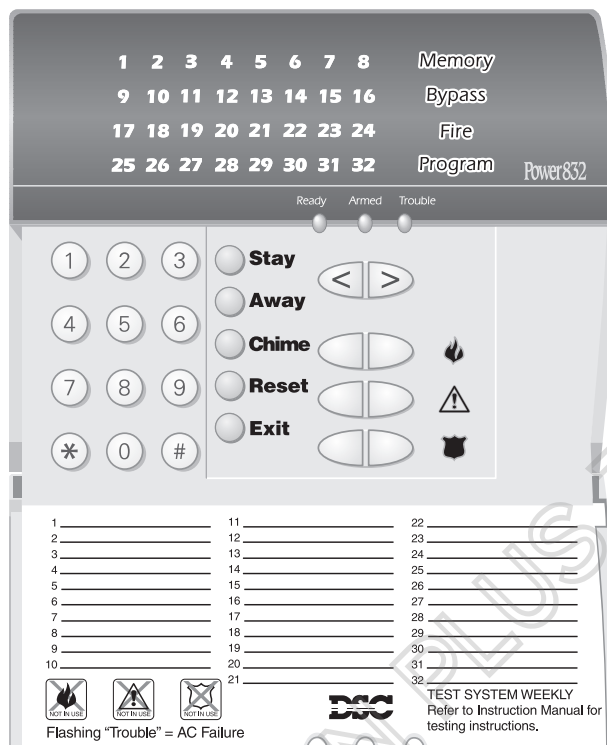 1 2 3 4 5 6 7 8 Memory
9 10 11 12 13 14 15 16 Bypass
17 18 19 20 21 22 23 24 Fire
25 26 27 28 29 30 31 32 Program
Power832
Ready Armed Trouble
1 2 3
4 5 6
7 8 9
* 0 #
Stay
Away
Chime
Reset
Exit
< >
1
2
3
4
5
6
7
8
9
10
11
12
13
14
15
16
17
18
19
20
21
22
23
24
25
26
27
28
29
30
31
32
NOT IN USE NOT IN USE NOT IN USE
Flashing “Trouble” = AC Failure
DSC
TEST SYSTEM WEEKLY
Refer to Instruction Manual for
testing instructions.